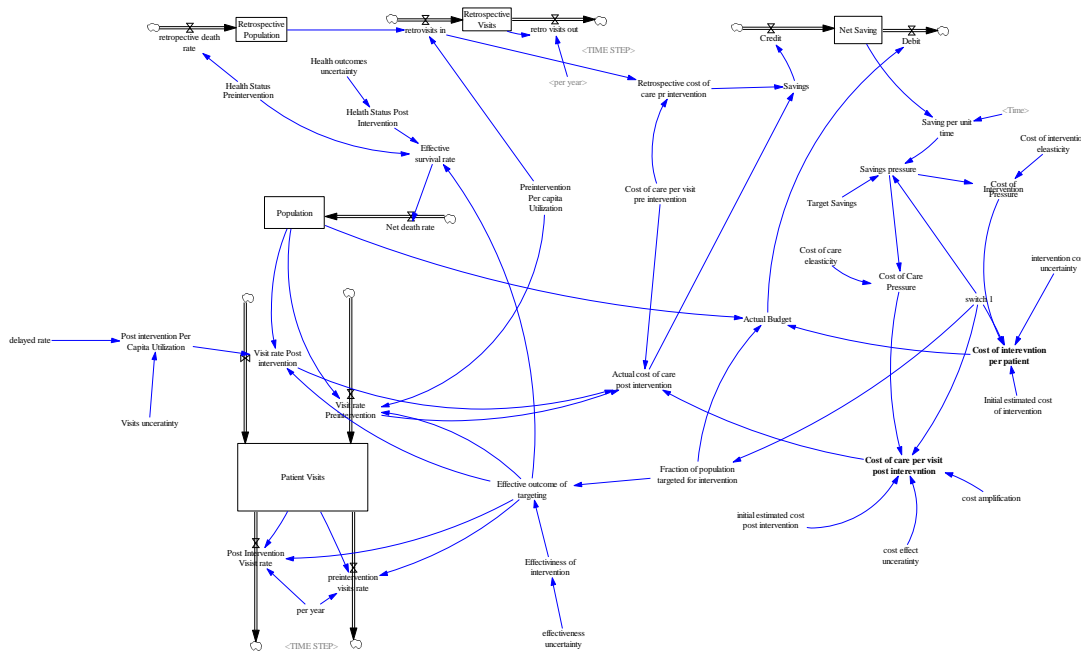 retropective death
rate
Retrospective
Population
retrovisits in
Retrospective
Visits
retro visits out
<TIME STEP>
<per year>
Credit
Net Saving
Debit
Health outcomes
uncertainty
Health Status
Preintervention
Helath Status Post
Intervention
Effective
survival rate
Retrospective cost of
care pr intervention
Savings
Saving per unit
time
<Time>
Cost of interventic
eleasticity
Savings pressure
Cost of
Intervention
Pressure
Target Savings
Preintervention
Per capita
Utilization
Cost of care per visit
pre intervention
Population
Net death rate
Cost of care
eleasticity
Cost of Care
Pressure
intervention co
uncertainty
switch 1
Actual Budget
delayed rate
Post intervention Per
Capita Utilization
Visit rate Post
intervention
Cost of interevntion
per patient
Actual cost of care
post intervention
Visit rate
Preintervention
Initial estimated cost
of intervention
Visits uncerainty
Patient Visits
Effective outcome of
targeting
Fraction of population
targeted for intervention
Cost of care per visit
post interevntion
cost amplification
initial estimated cost
post intervention
cost effect
unceratinty
Post Intervention
Visist rate
preintervention
visits rate
Effectiviness of
intervention
per year
effectiveness
uncertainty
<TIME STEP>